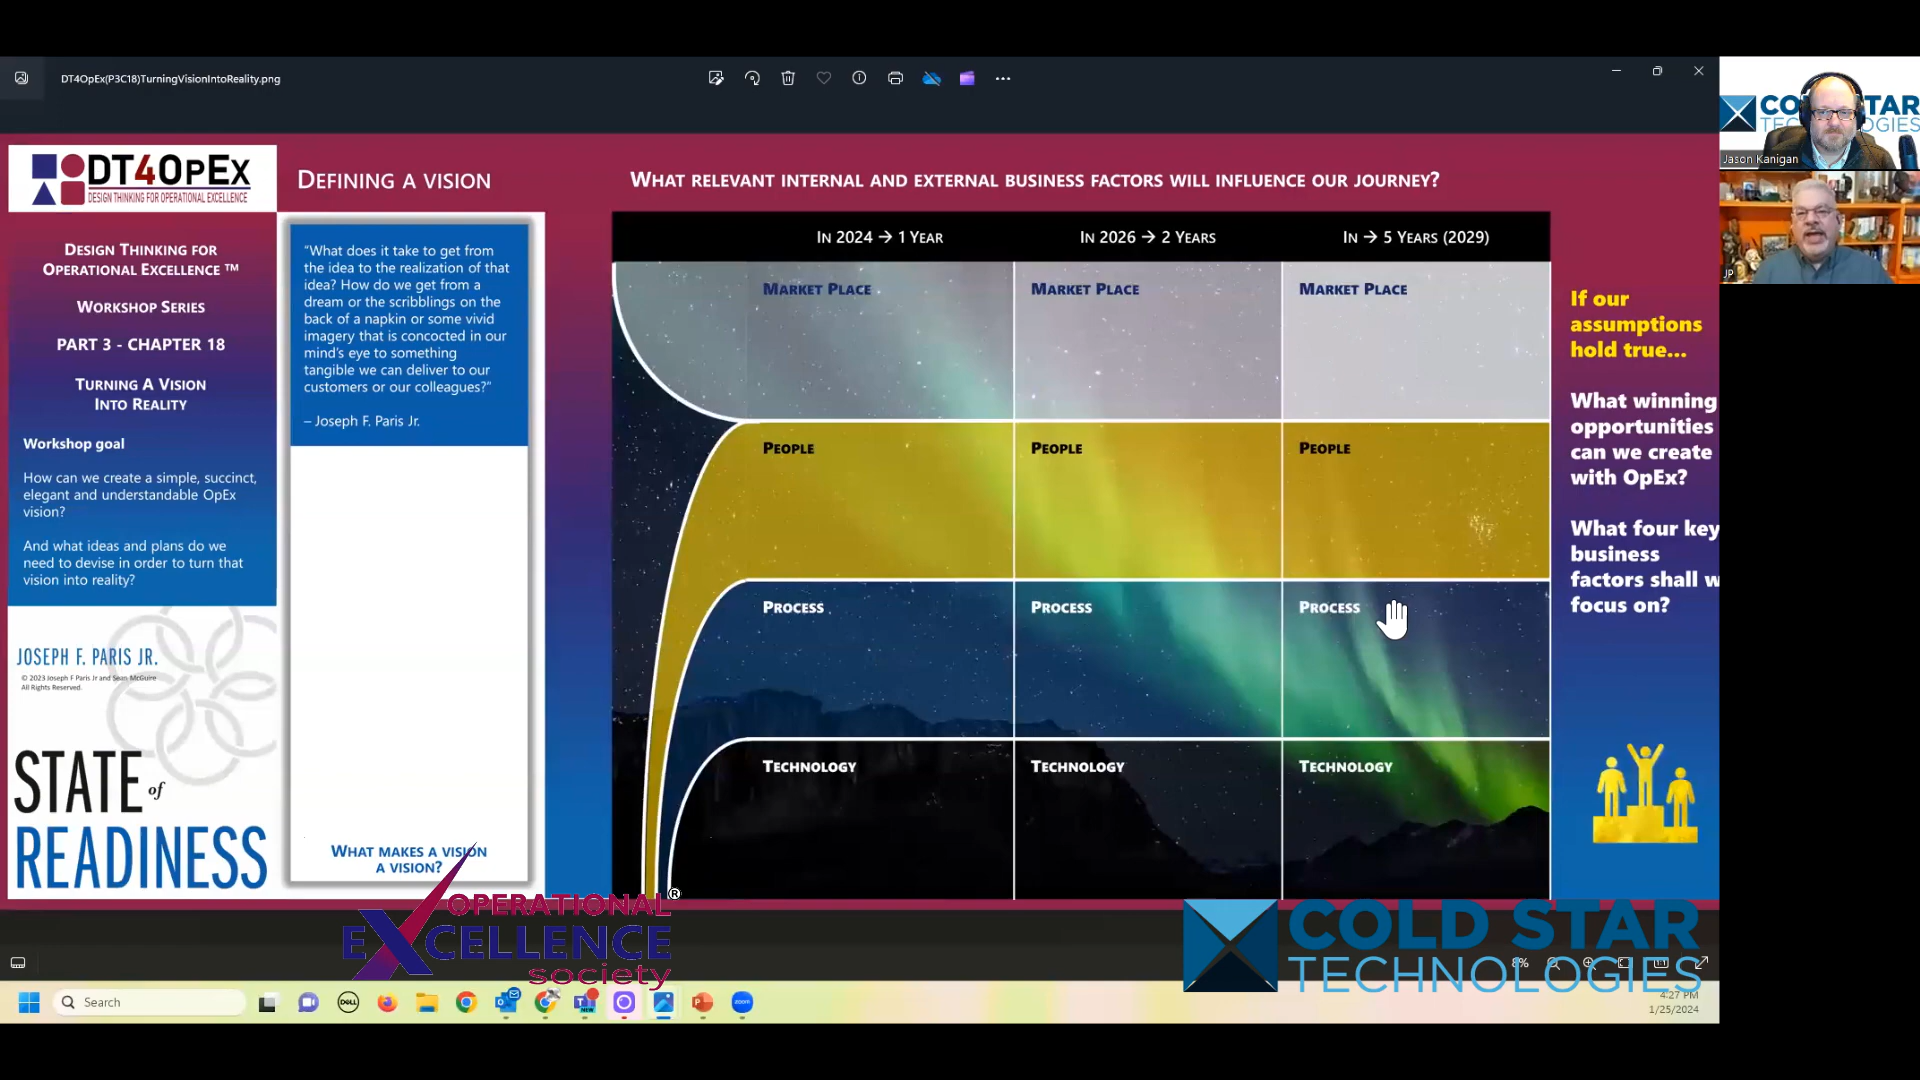 DT4OpEx(P3C18)TurningVisionIntoReality.png
DT4OPEX
DESIGN THINKING FOR OPERATIONAL EXCELLENCE
DESIGN THINKING FOR
OPERATIONAL EXCELLENCE ™
WORKSHOP SERIES
PART 3 - CHAPTER 18
TURNING A VISION
INTO REALITY
Workshop goal
How can we create a simple, succinct,
elegant and understandable OpEx
vision?
And what ideas and plans do we
need to devise in order to turn that
vision into reality?
JOSEPH F. PARIS JR.
© 2023 Joseph F Paris Jr and Sean McGuire
All Rights Reserved.
STATE of
READINESS
DEFINING A VISION
"What does it take to get from
the idea to the realization of that
idea? How do we get from a
dream or the scribblings on the
back of a napkin or some vivid
imagery that is concocted in our
mind's eye to something
tangible we can deliver to our
customers or our colleagues?"
– Joseph F. Paris Jr.
WHAT MAKES A VISION
A VISION?
WHAT RELEVANT INTERNAL AND EXTERNAL BUSINESS FACTORS WILL INFLUENCE OUR JOURNEY?
IN 2024 → 1 YEAR
IN 2026 → 2 YEARS
IN → 5 YEARS (2029)
MARKET PLACE
MARKET PLACE
MARKET PLACE
PEOPLE
PEOPLE
PEOPLE
PROCESS
PROCESS
PROCESS
TECHNOLOGY
TECHNOLOGY
TECHNOLOGY
If our
assumptions
hold true...
What winning
opportunities
can we create
with OpEx?
What four key
business
factors shall w
focus on?
Jason Kanigan
JP
OPERATIONAL ®
EXCELLENCE
society
COLD STAR
TECHNOLOGIES
8%
Search
DELL
zoom
4:27 PM
1/25/2024